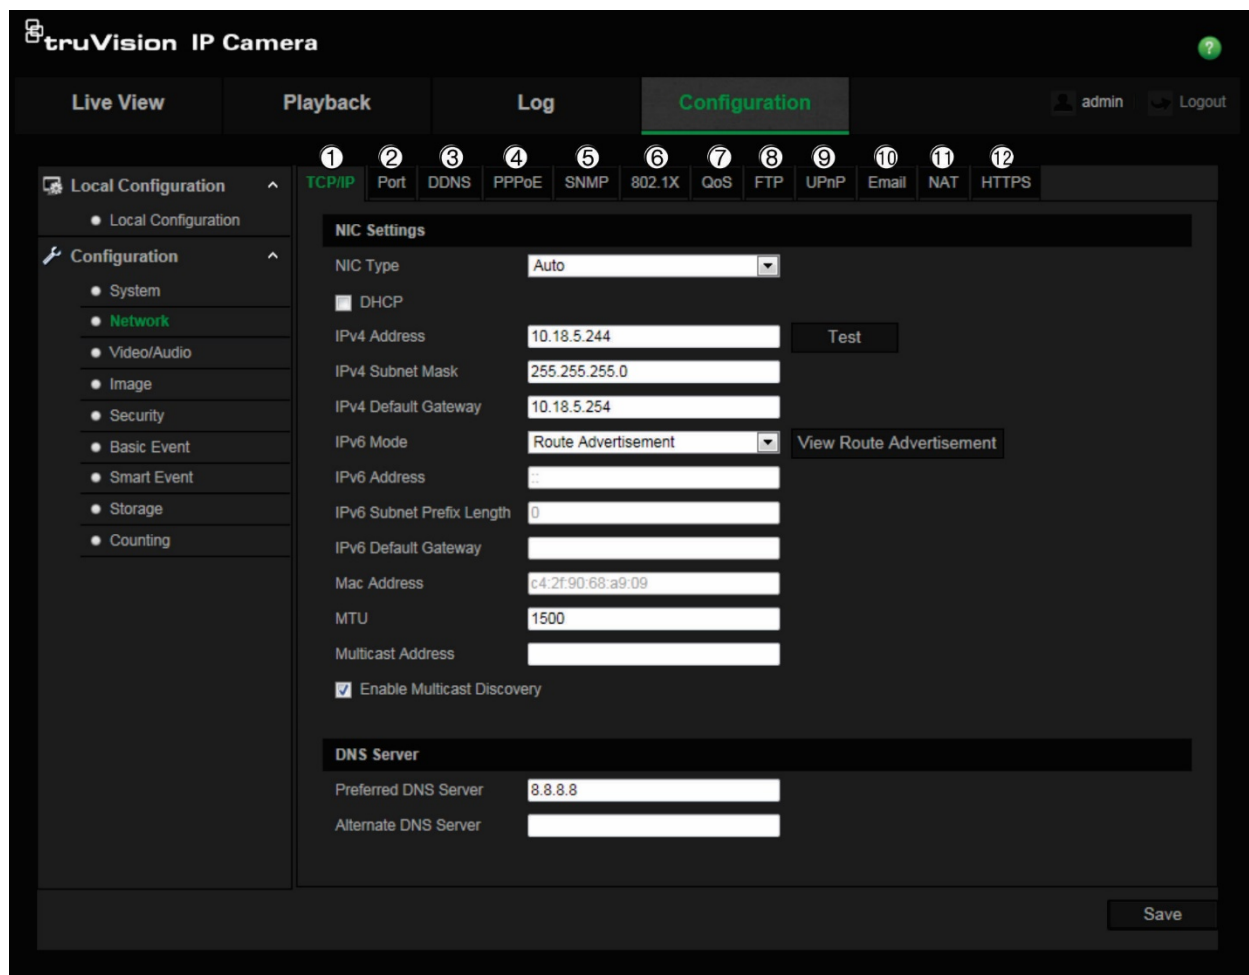 truVision IP Camera
?
Live View Playback Log Configuration admin Logout
① ② ③ ④ ⑤ ⑥ ⑦ ⑧ ⑨ ⑩ ⑪ ⑫
TCP/IP Port DDNS PPPoE SNMP 802.1X QoS FTP UPnP Email NAT HTTPS
Local Configuration
Local Configuration
Configuration
System
Network
Video/Audio
Image
Security
Basic Event
Smart Event
Storage
Counting
NIC Settings
NIC Type Auto
DHCP
IPv4 Address 10.18.5.244 Test
IPv4 Subnet Mask 255.255.255.0
IPv4 Default Gateway 10.18.5.254
IPv6 Mode Route Advertisement View Route Advertisement
IPv6 Address ::
IPv6 Subnet Prefix Length 0
IPv6 Default Gateway
Mac Address c4:2f:90:68:a9:09
MTU 1500
Multicast Address
Enable Multicast Discovery
DNS Server
Preferred DNS Server 8.8.8.8
Alternate DNS Server
Save